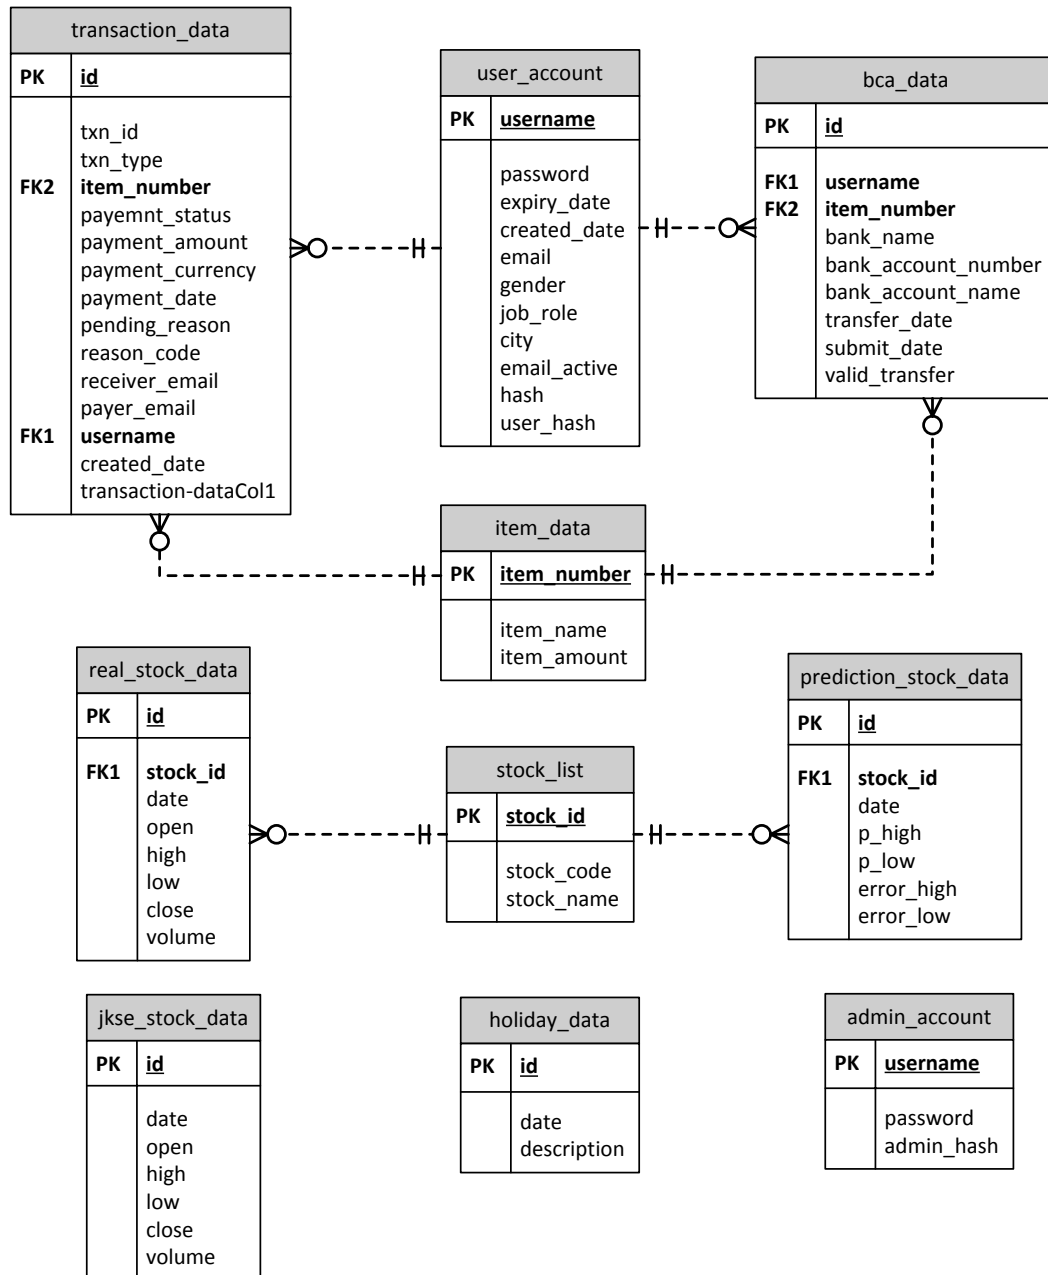 transaction_data
PK id
txn_id
txn_type
FK2 item_number
payemnt_status
payment_amount
payment_currency
payment_date
pending_reason
reason_code
receiver_email
payer_email
FK1 username
created_date
transaction-dataCol1
user_account
PK username
password
expiry_date
created_date
email
gender
job_role
city
email_active
hash
user_hash
bca_data
PK id
FK1 username
FK2 item_number
bank_name
bank_account_number
bank_account_name
transfer_date
submit_date
valid_transfer
item_data
PK item_number
item_name
item_amount
real_stock_data
PK id
FK1 stock_id
date
open
high
low
close
volume
stock_list
PK stock_id
stock_code
stock_name
prediction_stock_data
PK id
FK1 stock_id
date
p_high
p_low
error_high
error_low
jkse_stock_data
PK id
date
open
high
low
close
volume
holiday_data
PK id
date
description
admin_account
PK username
password
admin_hash